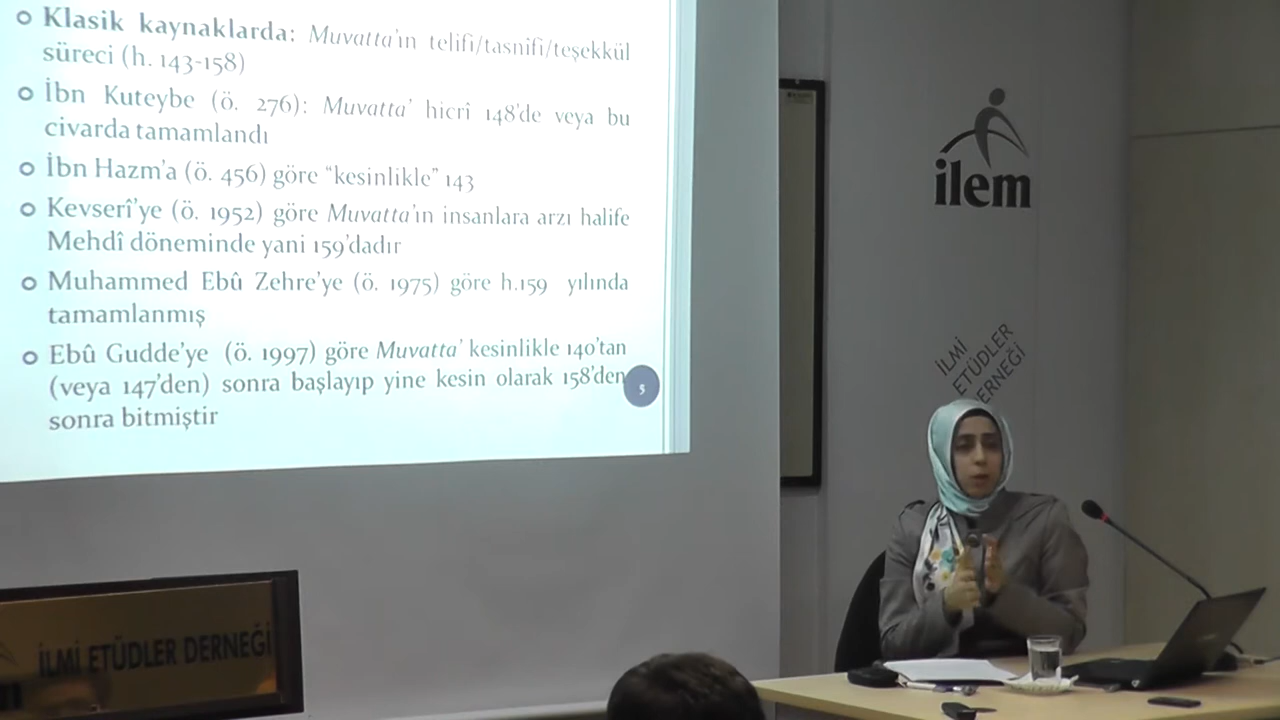 Klasik kaynaklarda: Muvatta'ın telifi/tasnifi/teşekkül
süreci (h. 143-158)
İbn Kuteybe (ö. 276): Muvatta' hicrî 148'de veya bu
civarda tamamlandı
İbn Hazm'a (ö. 456) göre "kesinlikle" 143
Kevserî'ye (ö. 1952) göre Muvatta'ın insanlara arzı halife
Mehdî döneminde yani 159'dadır
Muhammed Ebû Zehre'ye (ö. 1975) göre h.159 yılında
tamamlanmış
Ebû Gudde'ye (ö. 1997) göre Muvatta' kesinlikle 140'tan
(veya 147'den) sonra başlayıp yine kesin olarak 158'den
sonra bitmiştir
5
ilem
İLMİ
ETÜDLER
DERNEĞİ
İLMİ ETÜDLER DERNEĞİ